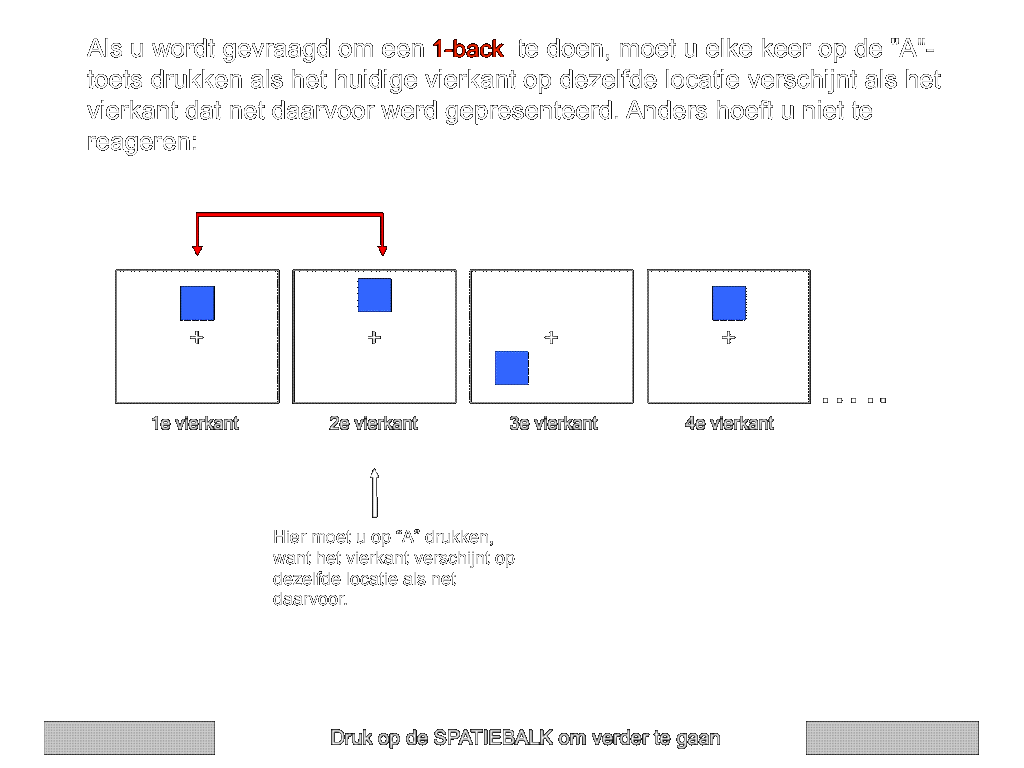 Als u wordt gevraagd om een 1-back te doen, moet u elke keer op de "A"-
toets drukken als het huidige vierkant op dezelfde locatie verschijnt als het
vierkant dat net daarvoor werd gepresenteerd. Anders hoeft u niet te
reageren:
1e vierkant 2e vierkant 3e vierkant 4e vierkant .....
Hier moet u op "A" drukken,
want het vierkant verschijnt op
dezelfde locatie als net
daarvoor.
Druk op de SPATIEBALK om verder te gaan